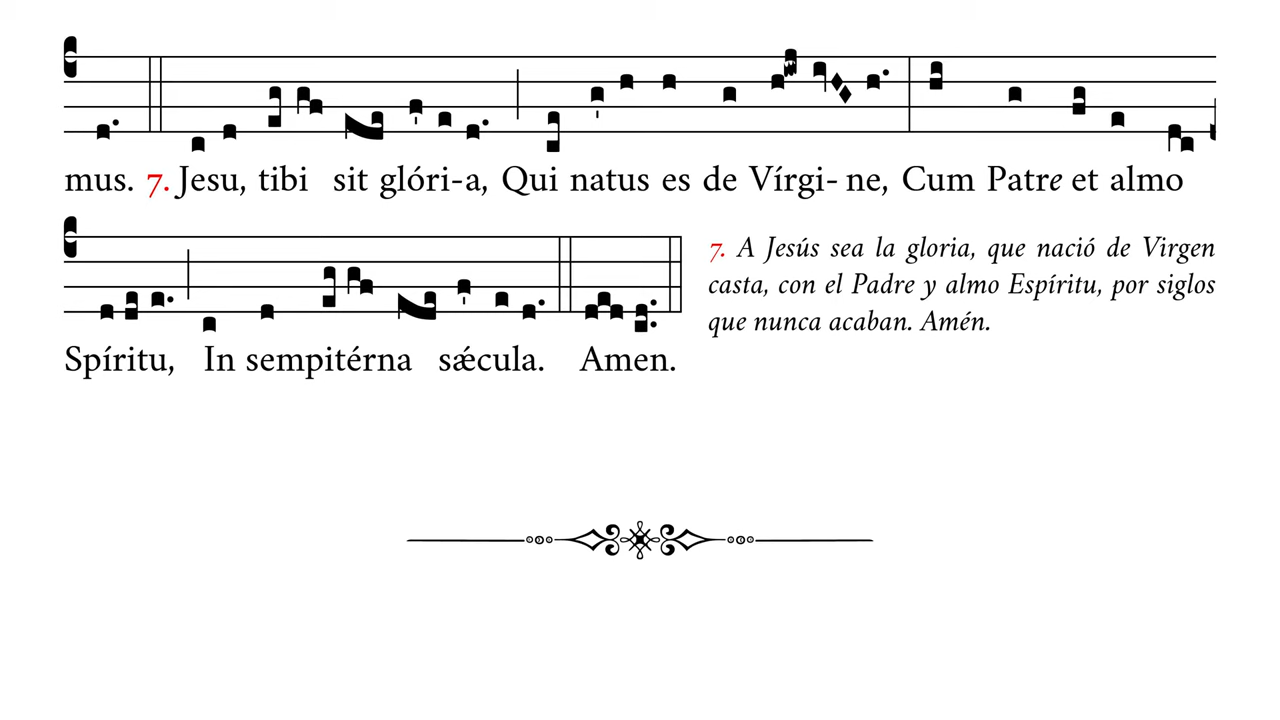 mus. 7. Jesu, tibi sit glóri-a, Qui natus es de Vírgi- ne, Cum Patre et almo
Spíritu, In sempitérna sǽcula. Amen.
7. A Jesús sea la gloria, que nació de Virgen
casta, con el Padre y almo Espíritu, por siglos
que nunca acaban. Amén.